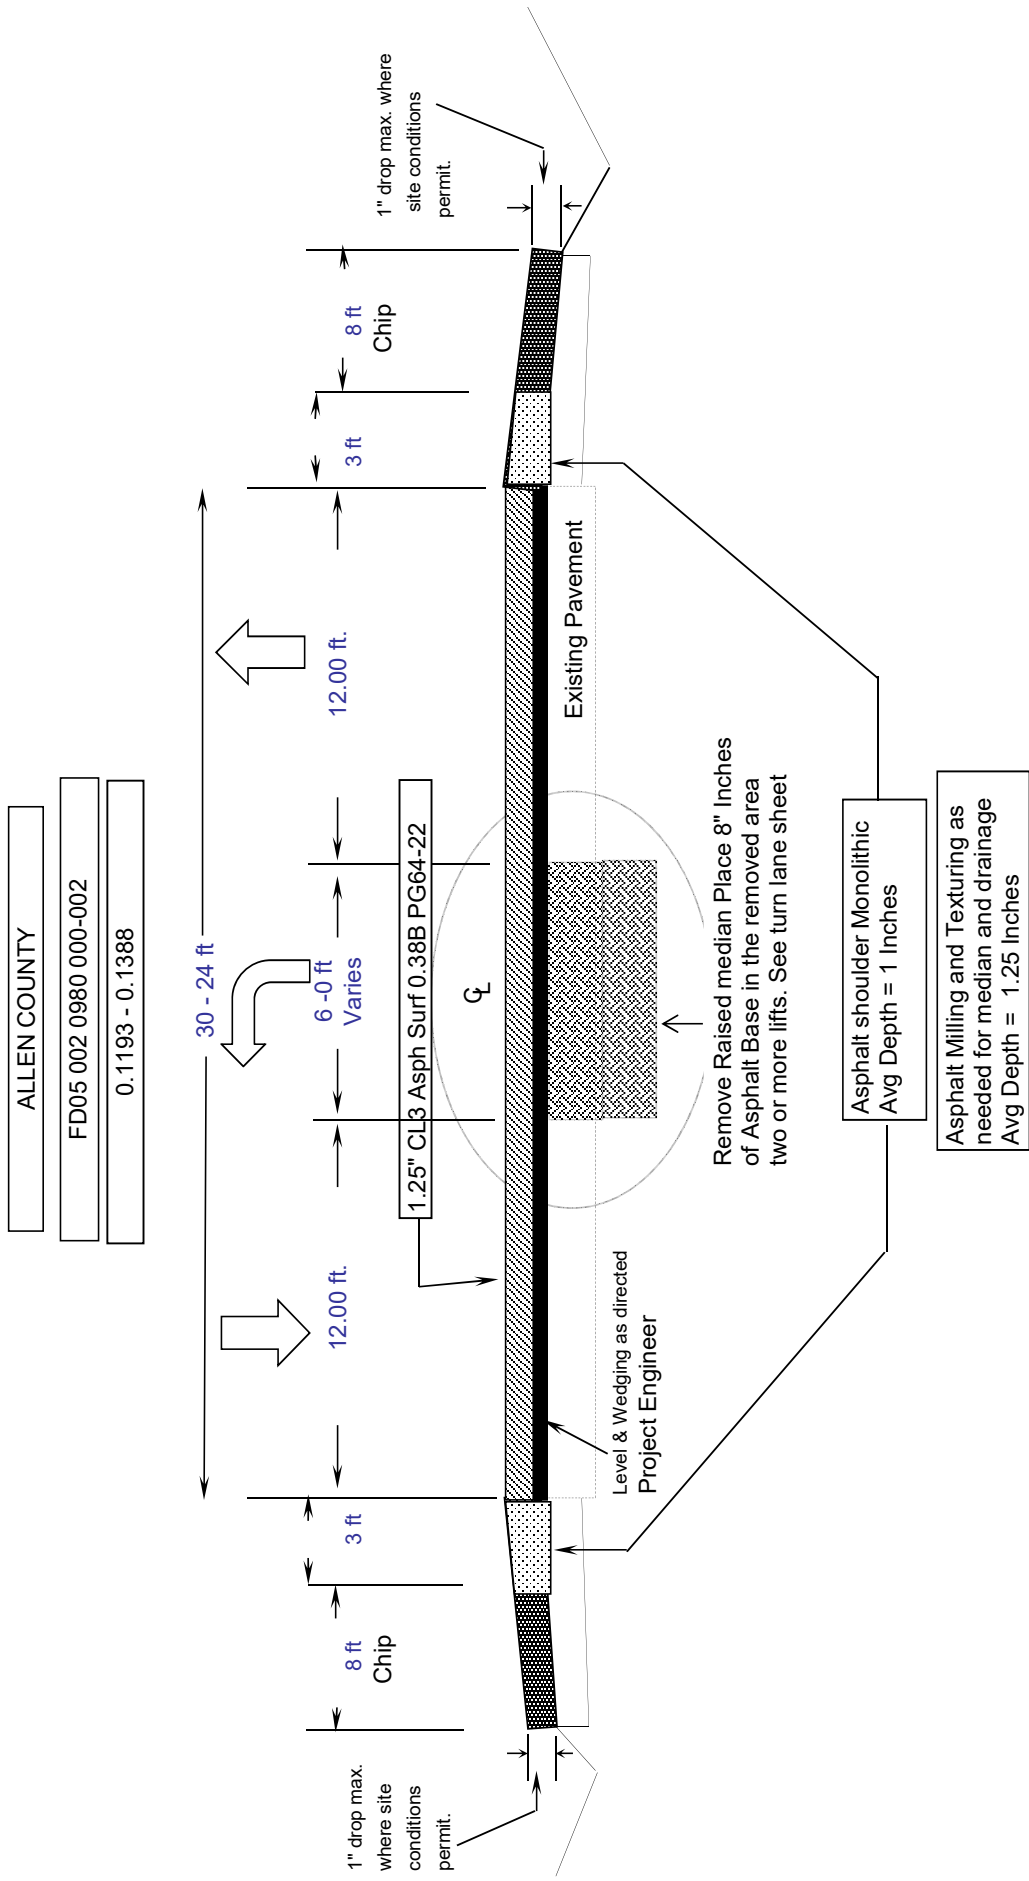 ALLEN COUNTY
FD05 002 0980 000-002
0.1193 - 0.1388
30 - 24 ft
8 ft
Chip
3 ft
12.00 ft.
6 -0 ft
Varies
12.00 ft.
3 ft
8 ft
Chip
1" drop max.
where site
conditions
permit.
1" drop max. where
site conditions
permit.
1.25" CL3 Asph Surf 0.38B PG64-22
CL
Level & Wedging as directed
Project Engineer
Existing Pavement
Remove Raised median Place 8" Inches
of Asphalt Base in the removed area
two or more lifts. See turn lane sheet
Asphalt shoulder Monolithic
Avg Depth = 1 Inches
Asphalt Milling and Texturing as
needed for median and drainage
Avg Depth = 1.25 Inches